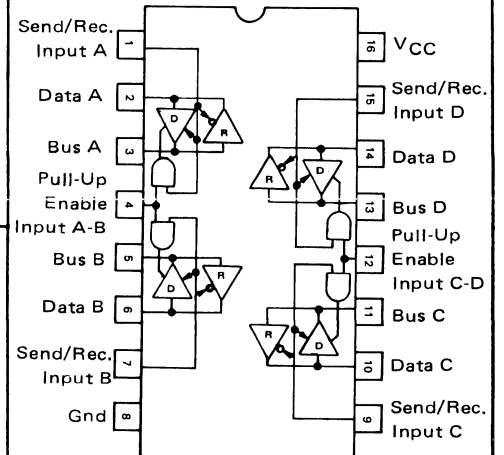 Send/Rec.
Input A
1
Data A
2
Bus A
3
Pull-Up
Enable
Input A-B
4
Bus B
5
Data B
6
Send/Rec.
Input B
7
Gnd
8
16
VCC
15
Send/Rec.
Input D
14
Data D
13
Bus D
Pull-Up
12
Enable
Input C-D
11
Bus C
10
Data C
9
Send/Rec.
Input C
D
R
D
R
R
D
R
D